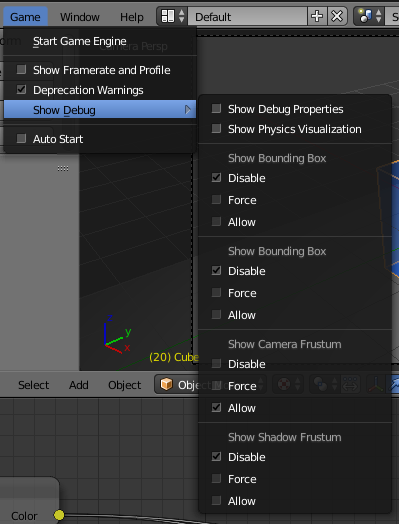 Game Window Help Default S
Start Game Engine
Camera Persp
Show Framerate and Profile
Deprecation Warnings
Show Debug
Auto Start
Show Debug Properties
Show Physics Visualization
Show Bounding Box
Disable
Force
Allow
Show Bounding Box
Disable
Force
Allow
Show Camera Frustum
Disable
Force
Allow
Show Shadow Frustum
Disable
Force
Allow
z
y
x
(20) Cube
Select Add Object Obje
Color